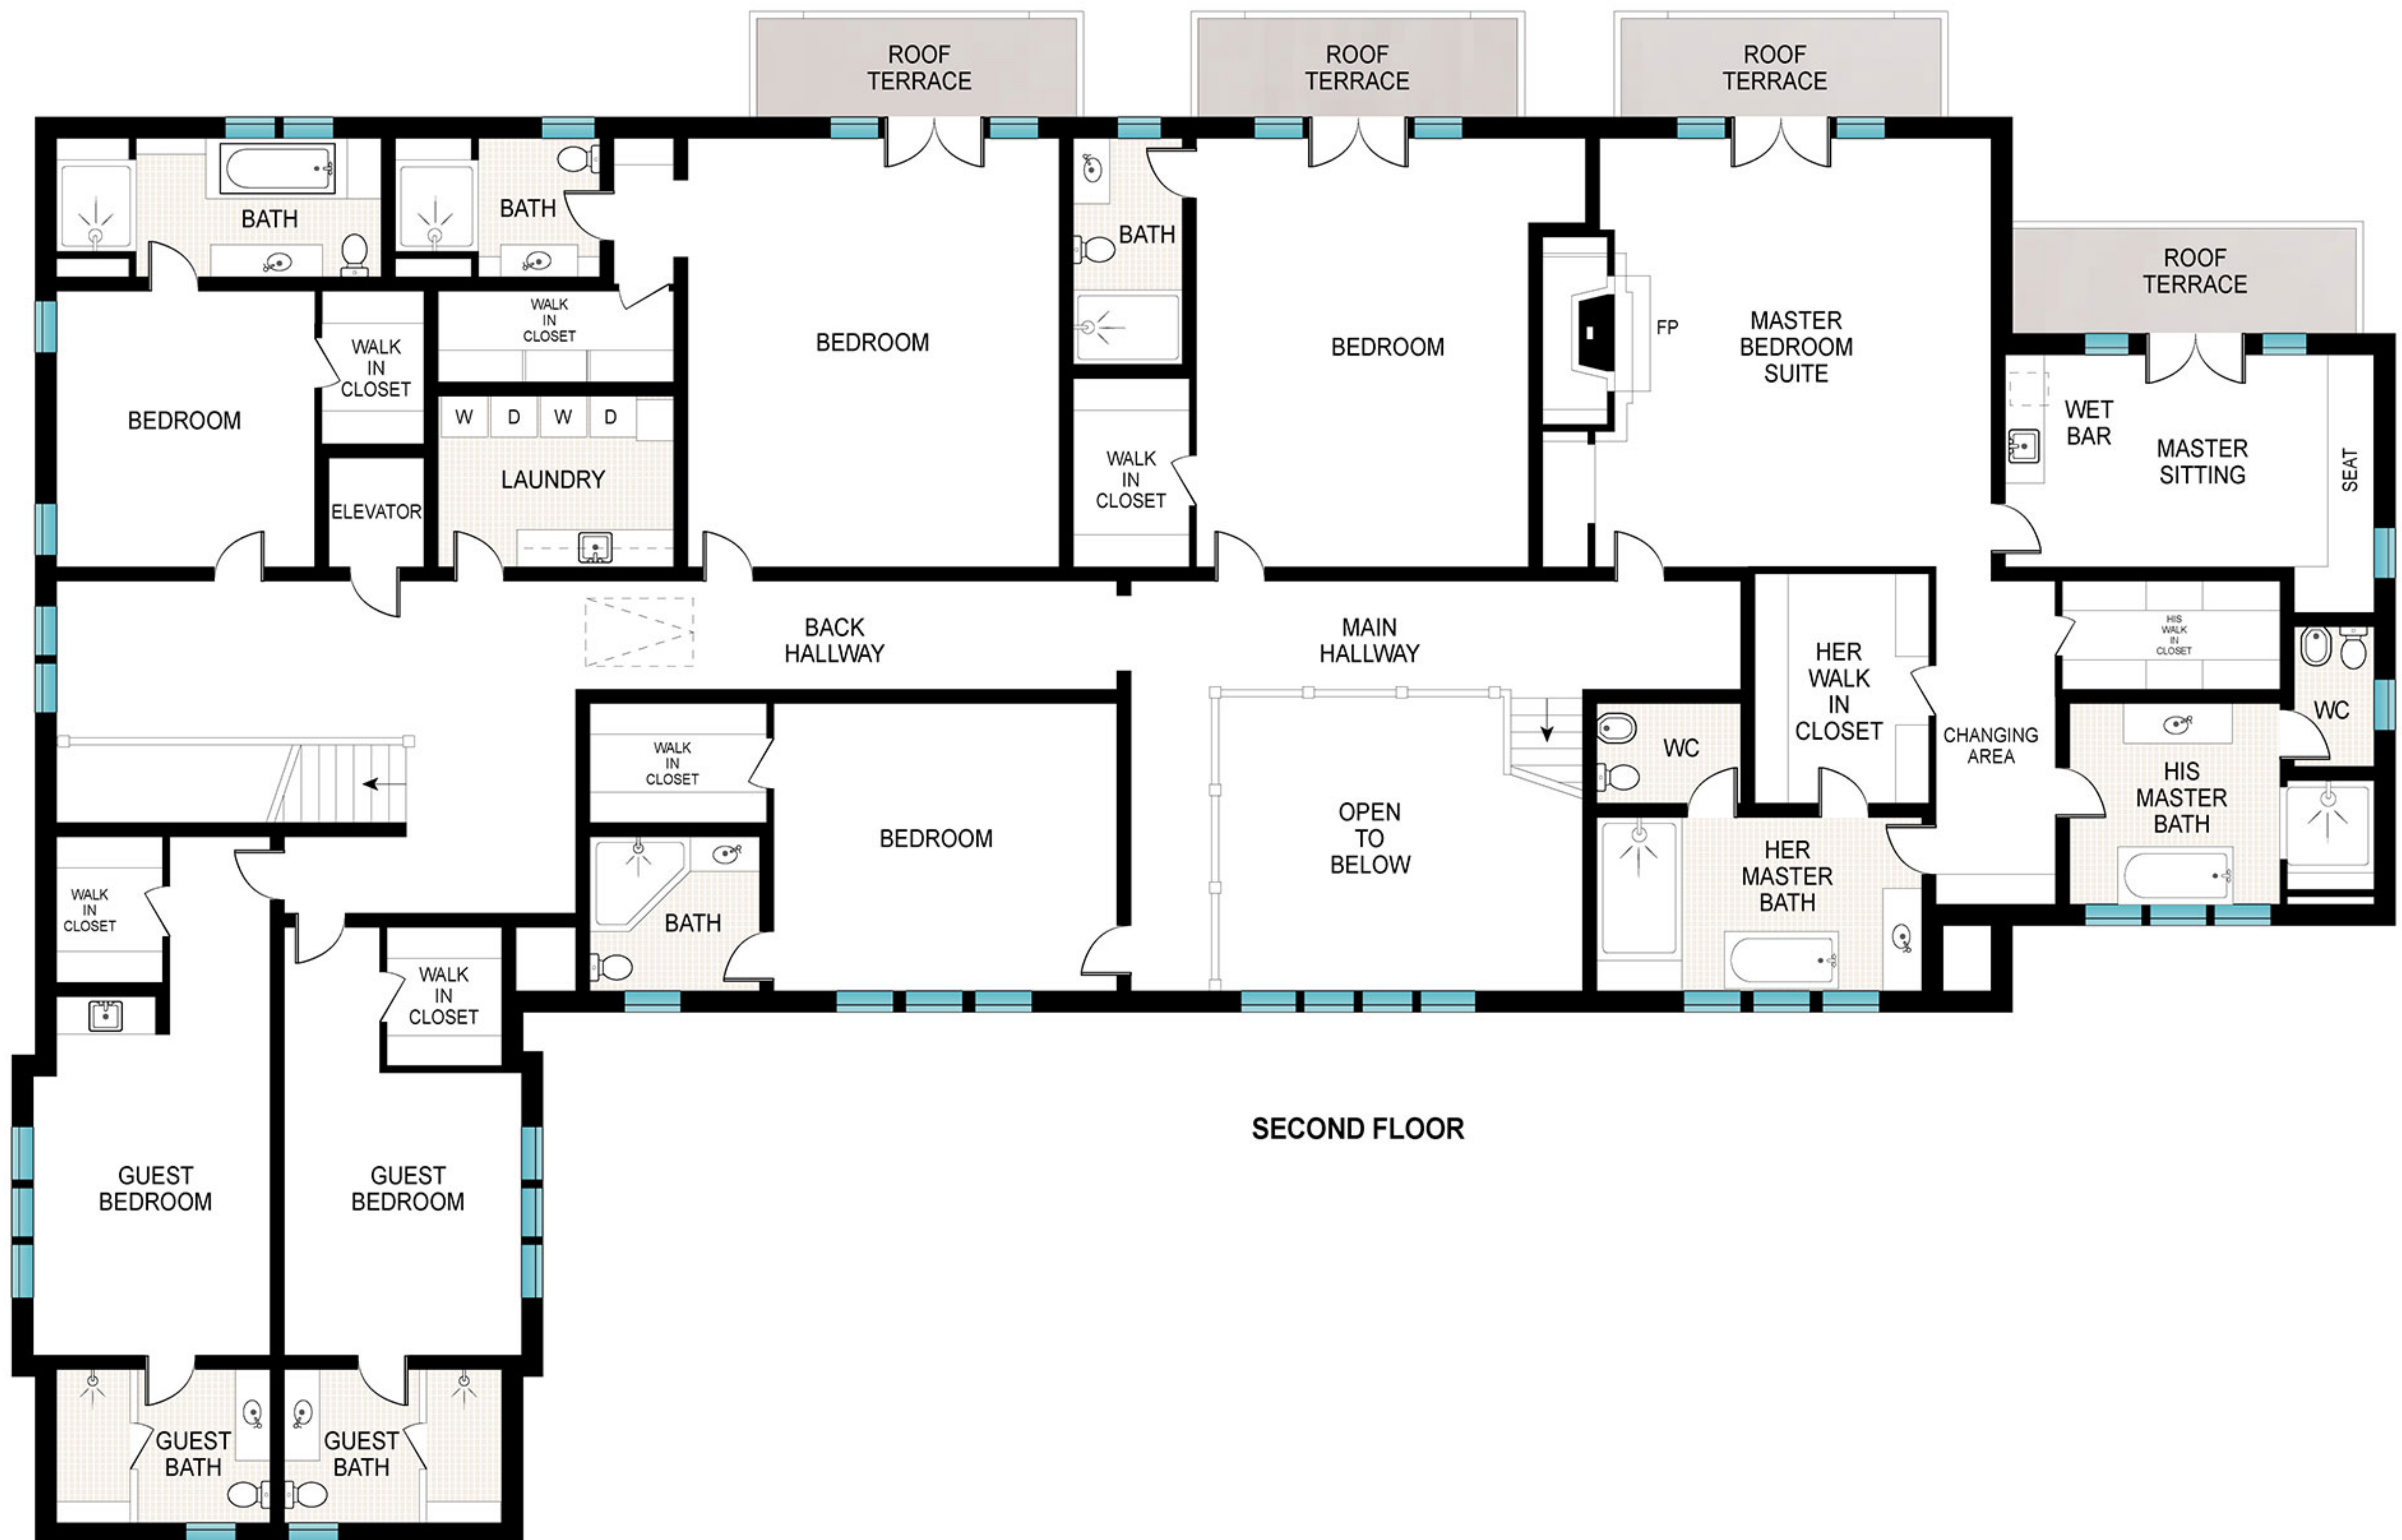 ROOF
TERRACE
ROOF
TERRACE
ROOF
TERRACE
ROOF
TERRACE
BATH
BATH
BATH
WALK
IN
CLOSET
WALK
IN
CLOSET
BEDROOM
BEDROOM
BEDROOM
FP
MASTER
BEDROOM
SUITE
WET
BAR
MASTER
SITTING
SEAT
W
D
W
D
LAUNDRY
ELEVATOR
WALK
IN
CLOSET
BACK
HALLWAY
MAIN
HALLWAY
HER
WALK
IN
CLOSET
HIS
WALK
IN
CLOSET
WC
CHANGING
AREA
WC
WALK
IN
CLOSET
BEDROOM
OPEN
TO
BELOW
HIS
MASTER
BATH
HER
MASTER
BATH
WALK
IN
CLOSET
BATH
WALK
IN
CLOSET
SECOND FLOOR
GUEST
BEDROOM
GUEST
BEDROOM
GUEST
BATH
GUEST
BATH